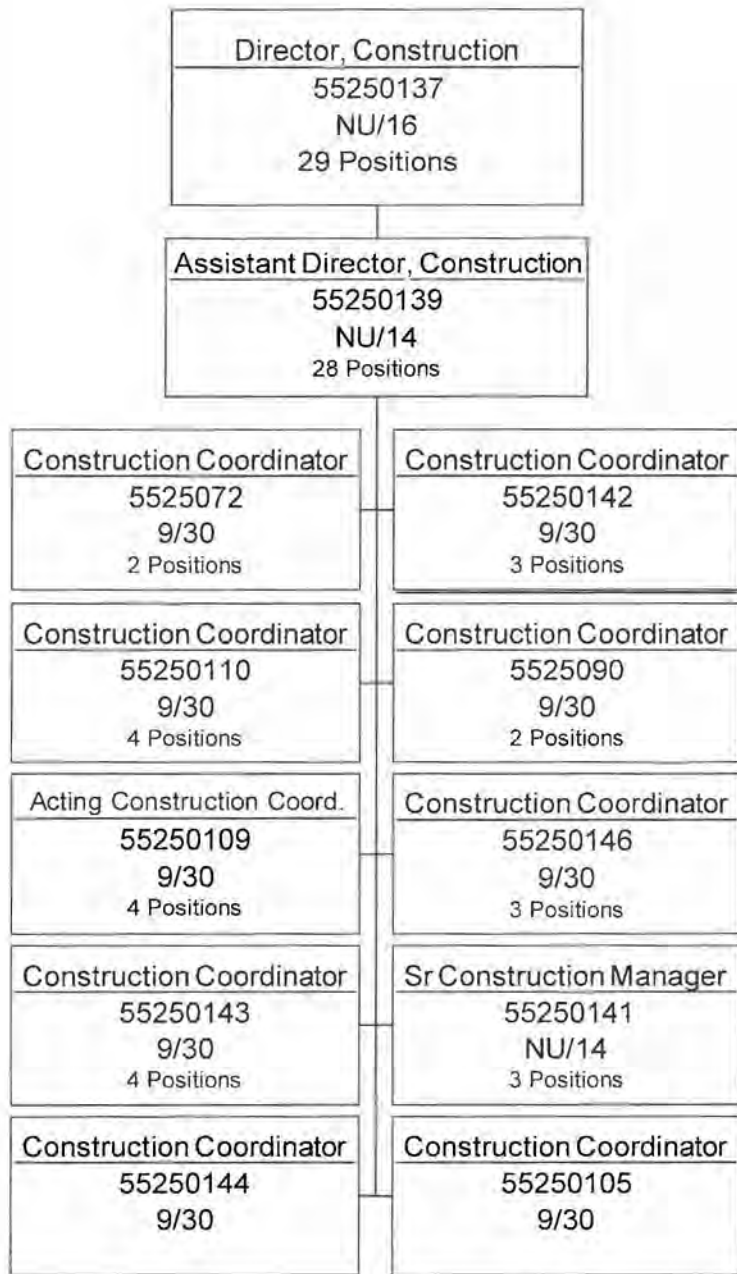 Director, Construction
55250137
NU/16
29 Positions
Assistant Director, Construction
55250139
NU/14
28 Positions
Construction Coordinator
5525072
9/30
2 Positions
Construction Coordinator
55250142
9/30
3 Positions
Construction Coordinator
55250110
9/30
4 Positions
Construction Coordinator
5525090
9/30
2 Positions
Acting Construction Coord.
55250109
9/30
4 Positions
Construction Coordinator
55250146
9/30
3 Positions
Construction Coordinator
55250143
9/30
4 Positions
Sr Construction Manager
55250141
NU/14
3 Positions
Construction Coordinator
55250144
9/30
Construction Coordinator
55250105
9/30